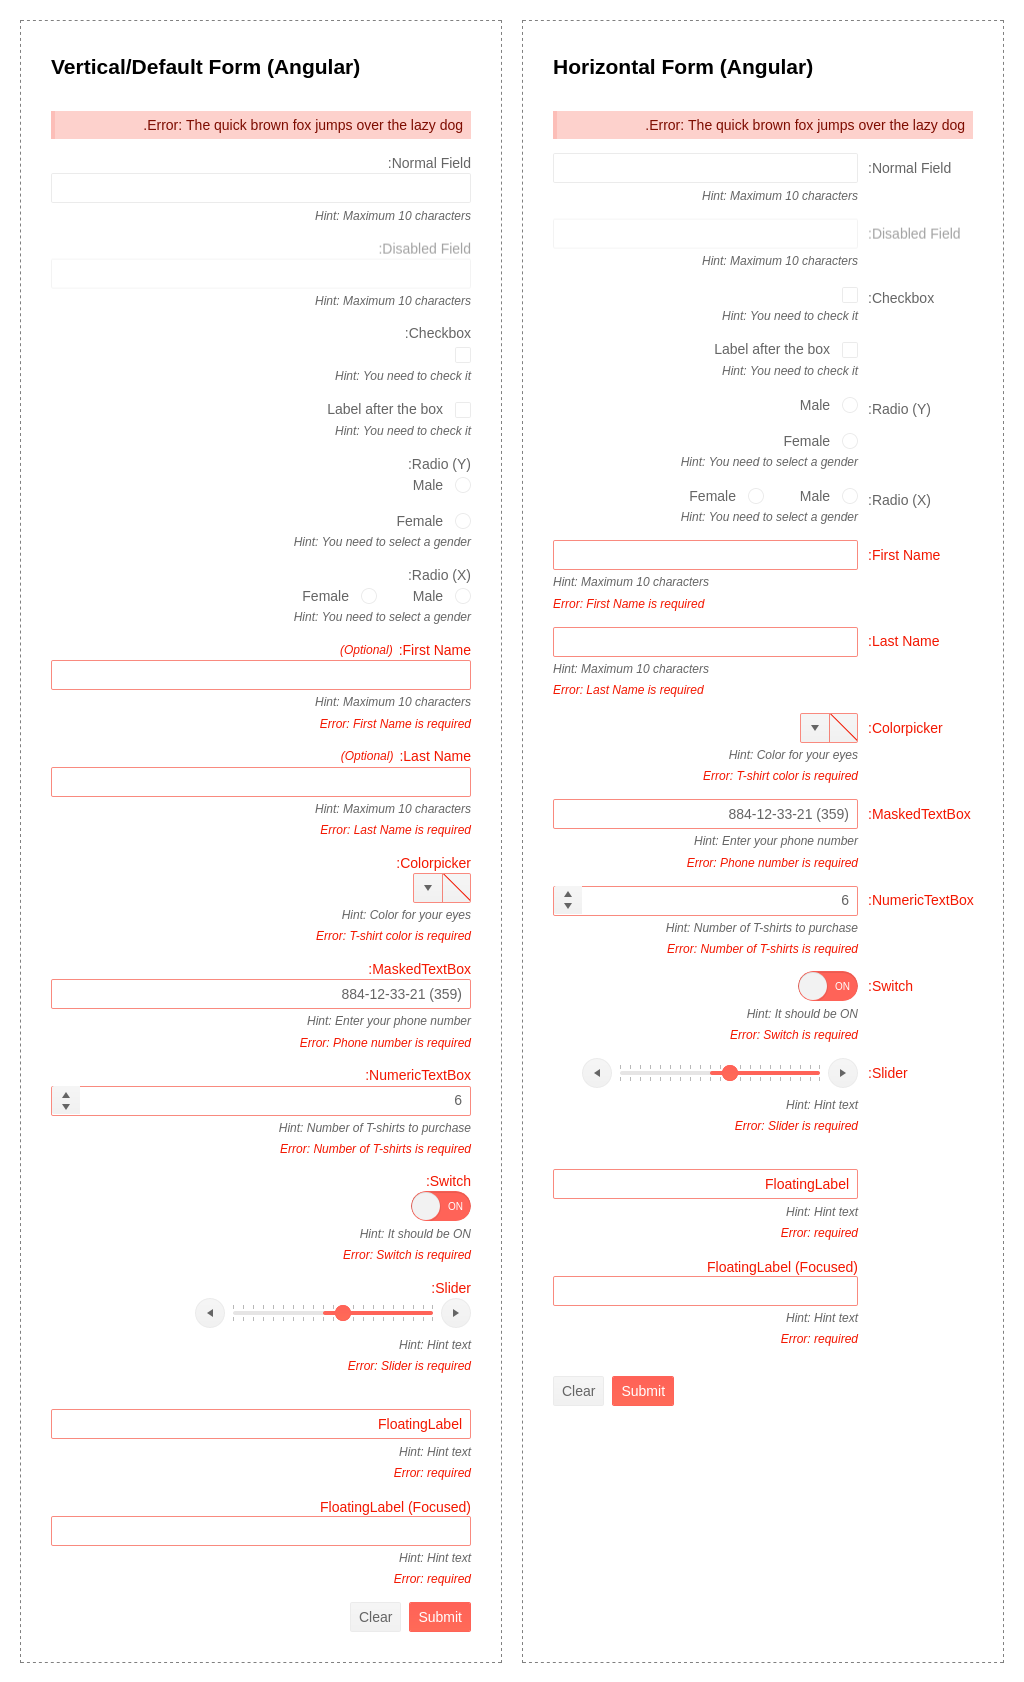 Vertical/Default Form (Angular)
.Error: The quick brown fox jumps over the lazy dog
:Normal Field
Hint: Maximum 10 characters
:Disabled Field
Hint: Maximum 10 characters
:Checkbox
Hint: You need to check it
Label after the box
Hint: You need to check it
:Radio (Y)
Male
Female
Hint: You need to select a gender
:Radio (X)
Female Male
Hint: You need to select a gender
(Optional) :First Name
Hint: Maximum 10 characters
Error: First Name is required
(Optional) :Last Name
Hint: Maximum 10 characters
Error: Last Name is required
:Colorpicker
Hint: Color for your eyes
Error: T-shirt color is required
:MaskedTextBox
884-12-33-21 (359)
Hint: Enter your phone number
Error: Phone number is required
:NumericTextBox
6
Hint: Number of T-shirts to purchase
Error: Number of T-shirts is required
:Switch
ON
Hint: It should be ON
Error: Switch is required
:Slider
Hint: Hint text
Error: Slider is required
FloatingLabel
Hint: Hint text
Error: required
FloatingLabel (Focused)
Hint: Hint text
Error: required
Clear Submit
Horizontal Form (Angular)
.Error: The quick brown fox jumps over the lazy dog
:Normal Field
Hint: Maximum 10 characters
:Disabled Field
Hint: Maximum 10 characters
:Checkbox
Hint: You need to check it
Label after the box
Hint: You need to check it
Male :Radio (Y)
Female
Hint: You need to select a gender
Female Male :Radio (X)
Hint: You need to select a gender
:First Name
Hint: Maximum 10 characters
Error: First Name is required
:Last Name
Hint: Maximum 10 characters
Error: Last Name is required
:Colorpicker
Hint: Color for your eyes
Error: T-shirt color is required
884-12-33-21 (359) :MaskedTextBox
Hint: Enter your phone number
Error: Phone number is required
6 :NumericTextBox
Hint: Number of T-shirts to purchase
Error: Number of T-shirts is required
ON :Switch
Hint: It should be ON
Error: Switch is required
:Slider
Hint: Hint text
Error: Slider is required
FloatingLabel
Hint: Hint text
Error: required
FloatingLabel (Focused)
Hint: Hint text
Error: required
Clear Submit